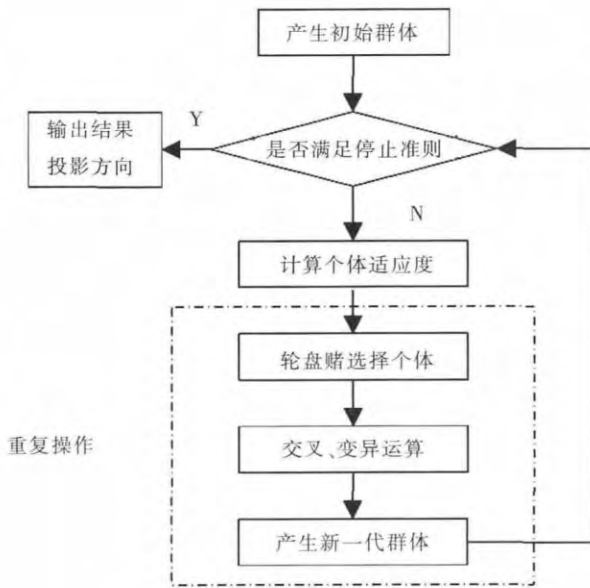 产生初始群体
Y
输出结果
投影方向
是否满足停止准则
N
计算个体适应度
轮盘赌选择个体
重复操作
交叉、变异运算
产生新一代群体